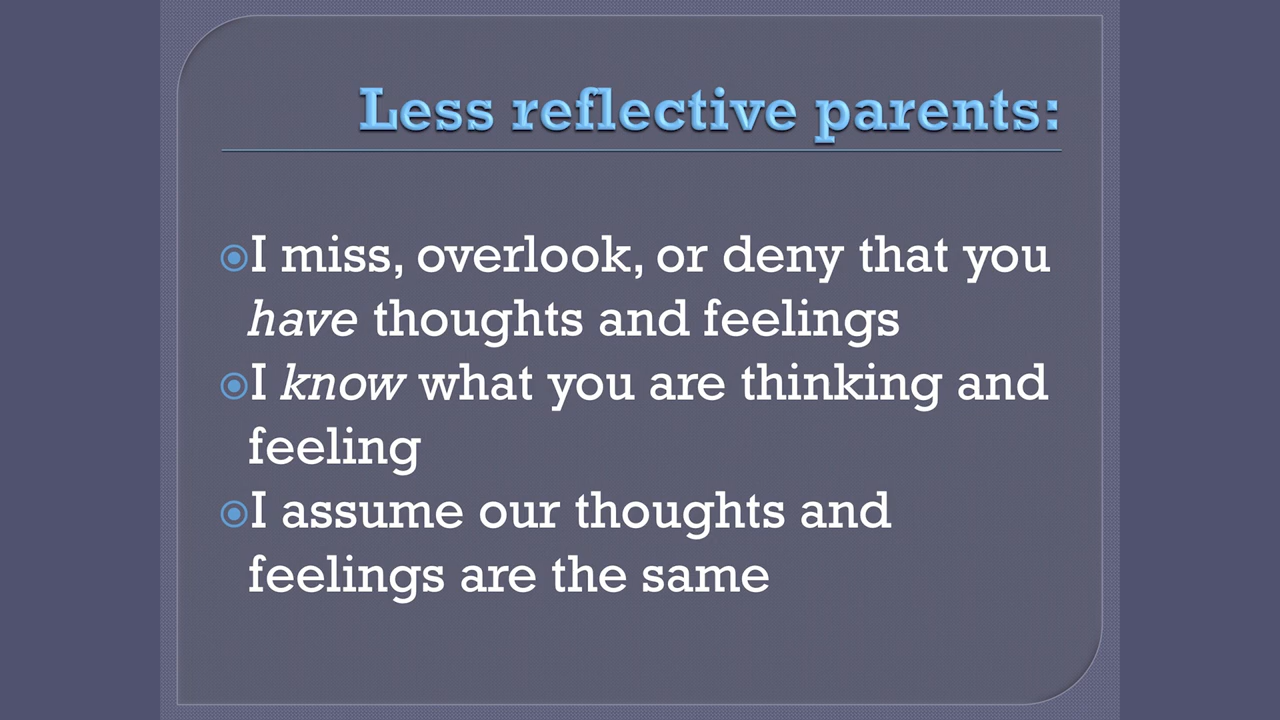 Less reflective parents:
I miss, overlook, or deny that you
have thoughts and feelings
I know what you are thinking and
feeling
I assume our thoughts and
feelings are the same